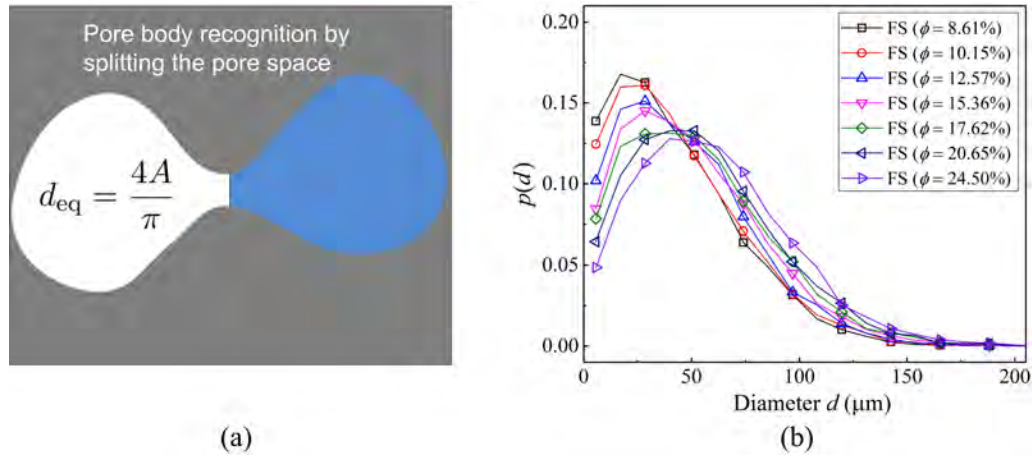 Pore body recognition by
splitting the pore space
d_eq = 4A/π
(a)
0.20
0.15
0.10
0.05
0.00
p(d)
FS (ϕ = 8.61%)
FS (ϕ = 10.15%)
FS (ϕ = 12.57%)
FS (ϕ = 15.36%)
FS (ϕ = 17.62%)
FS (ϕ = 20.65%)
FS (ϕ = 24.50%)
0 50 100 150 200
Diameter d (μm)
(b)